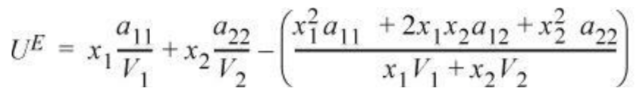 U^E = x_1 \frac{a_{11}}{V_1} + x_2 \frac{a_{22}}{V_2} - \left( \frac{x_1^2 a_{11} + 2x_1 x_2 a_{12} + x_2^2 a_{22}}{x_1 V_1 + x_2 V_2} \right)